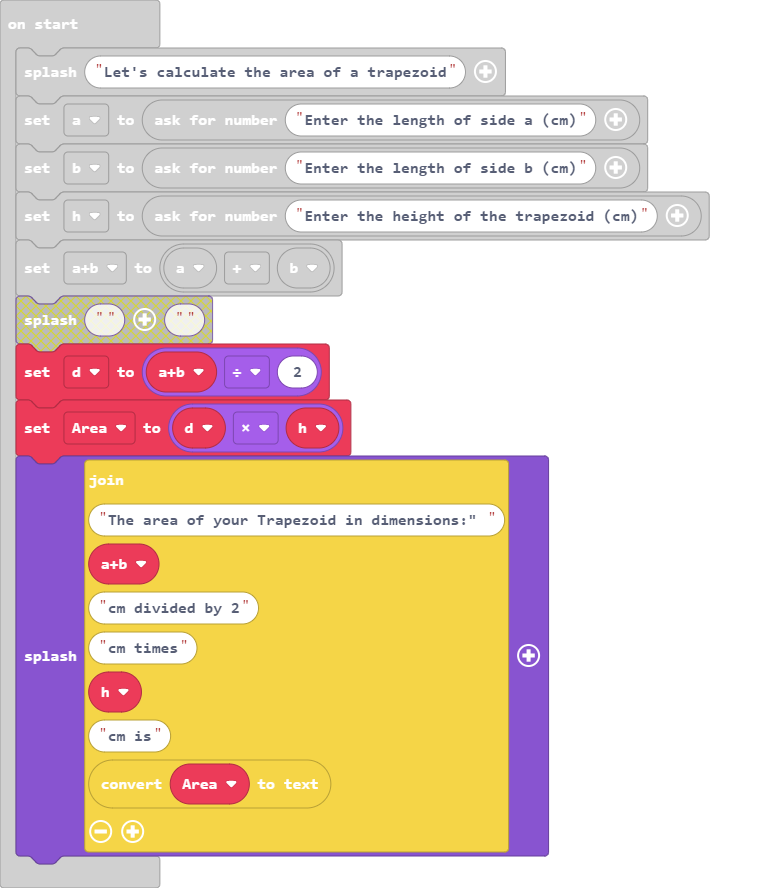 on start
splash "Let's calculate the area of a trapezoid"
set a to ask for number "Enter the length of side a (cm)"
set b to ask for number "Enter the length of side b (cm)"
set h to ask for number "Enter the height of the trapezoid (cm)"
set a+b to a + b
splash "" ""
set d to a+b ÷ 2
set Area to d × h
join
"The area of your Trapezoid in dimensions:" "
a+b
"cm divided by 2"
"cm times"
splash
h
"cm is"
convert Area to text